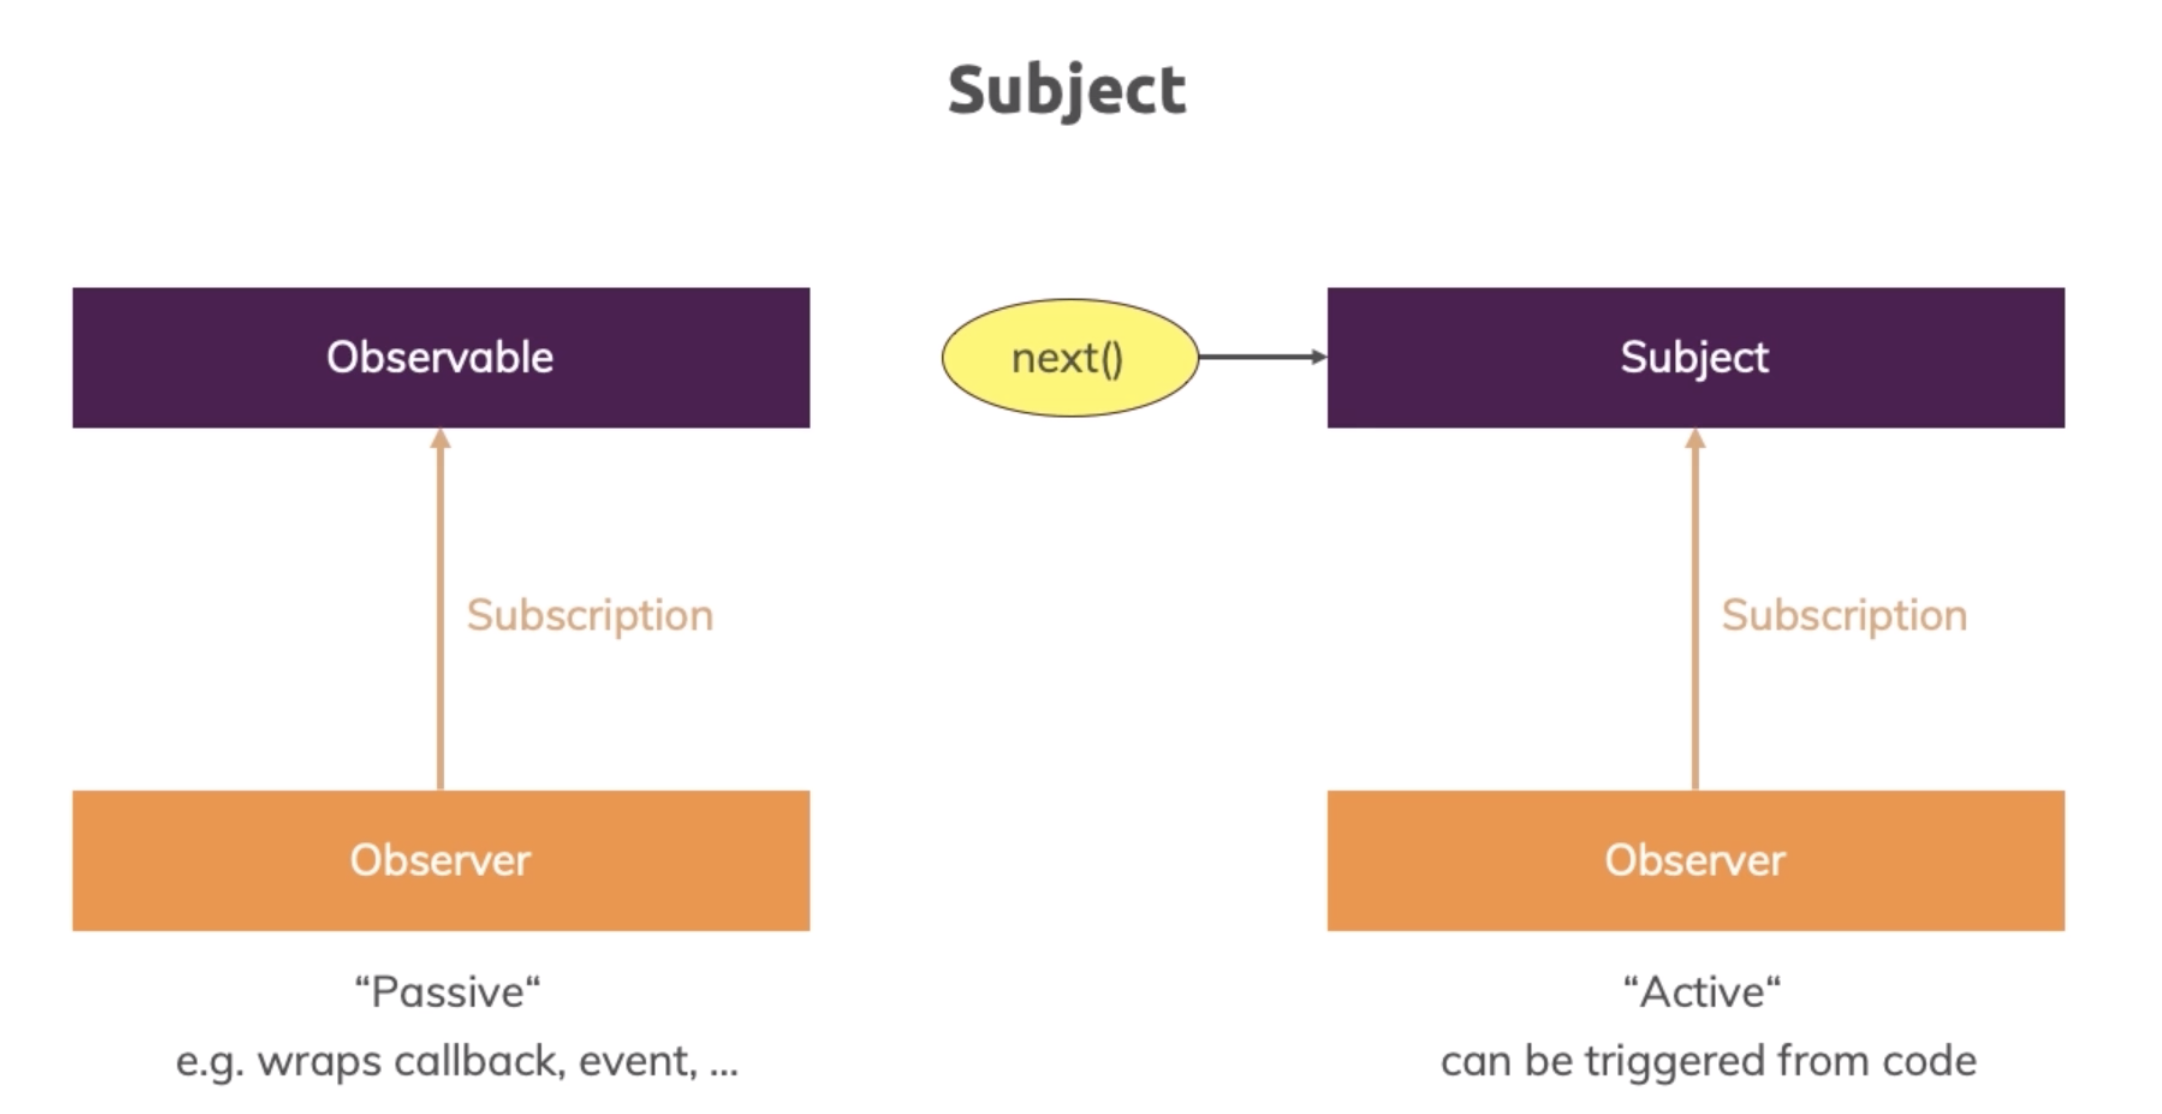 Subject
Observable
next()
Subject
Subscription
Subscription
Observer
Observer
“Passive“
“Active“
e.g. wraps callback, event, ...
can be triggered from code